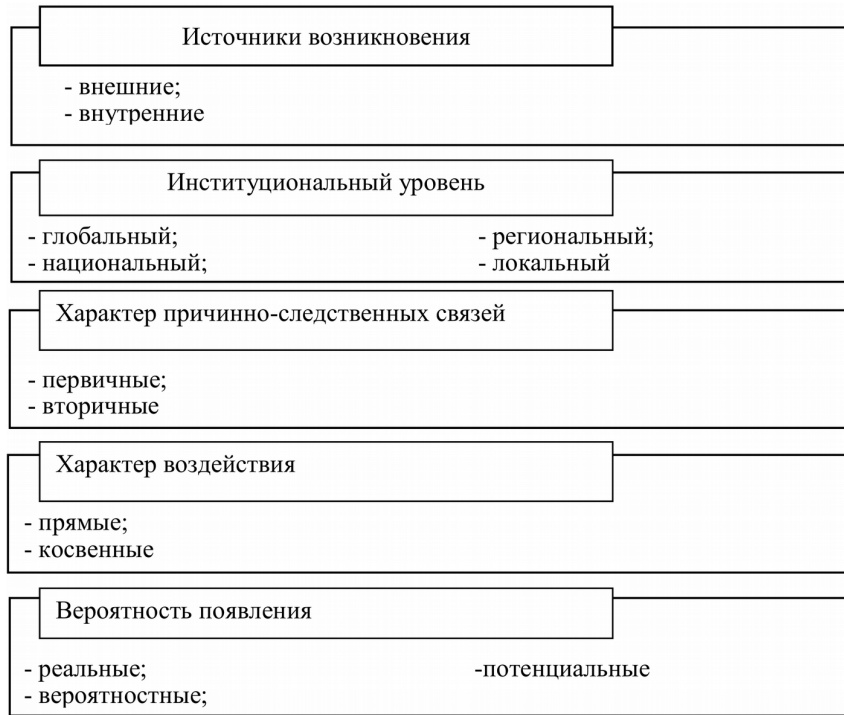 Источники возникновения
- внешние;
- внутренние
Институциональный уровень
- глобальный;
- национальный;
- региональный;
- локальный
Характер причинно-следственных связей
- первичные;
- вторичные
Характер воздействия
- прямые;
- косвенные
Вероятность появления
- реальные;
- вероятностные;
-потенциальные